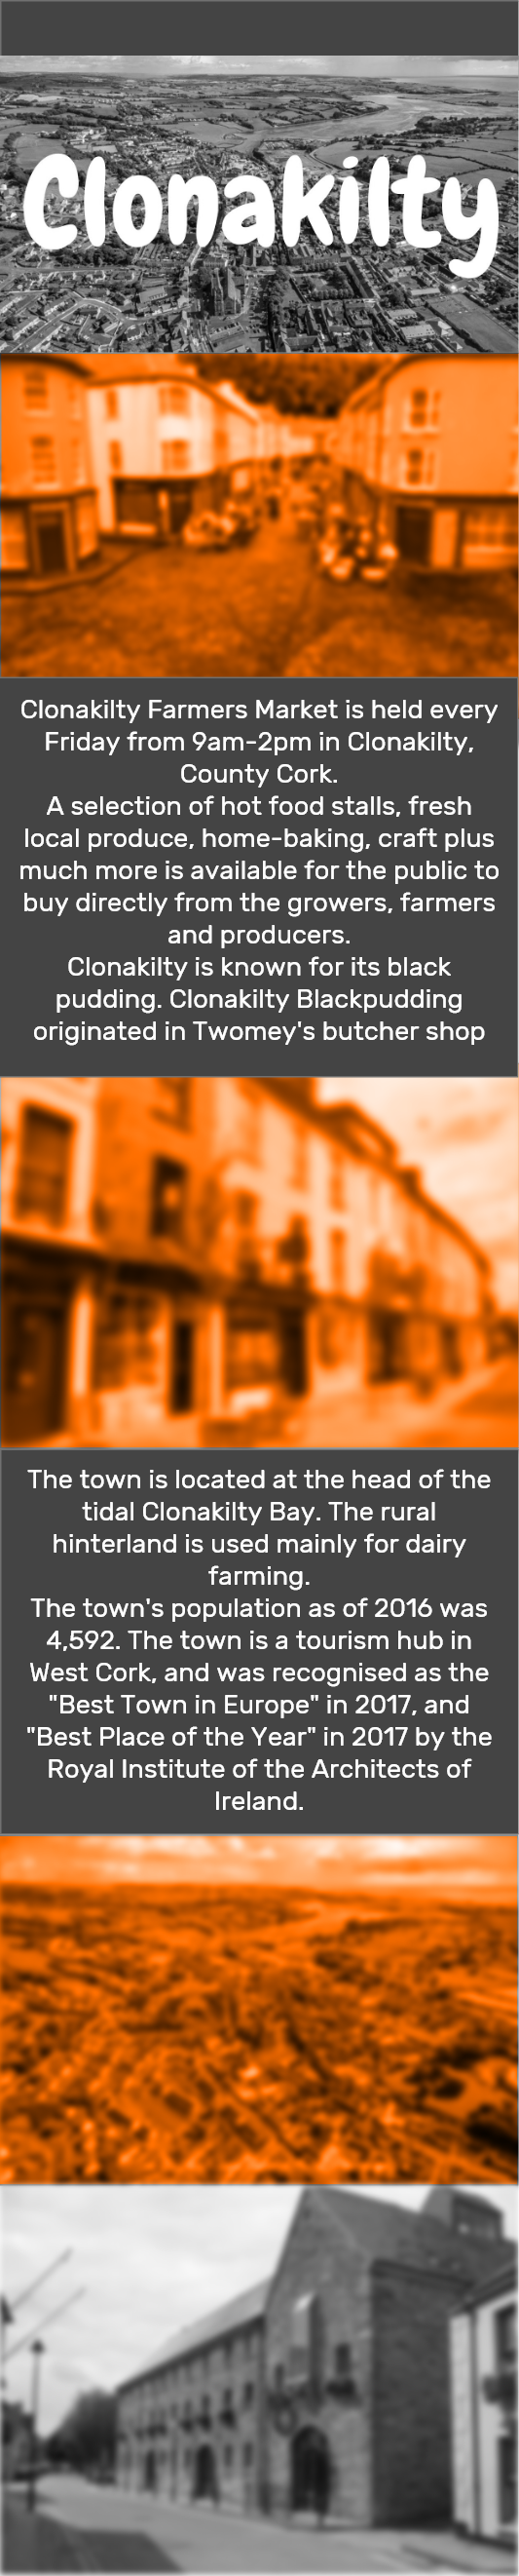 Clonakilty
Clonakilty Farmers Market is held every
Friday from 9am-2pm in Clonakilty,
County Cork.
A selection of hot food stalls, fresh
local produce, home-baking, craft plus
much more is available for the public to
buy directly from the growers, farmers
and producers.
Clonakilty is known for its black
pudding. Clonakilty Blackpudding
originated in Twomey's butcher shop
The town is located at the head of the
tidal Clonakilty Bay. The rural
hinterland is used mainly for dairy
farming.
The town's population as of 2016 was
4,592. The town is a tourism hub in
West Cork, and was recognised as the
"Best Town in Europe" in 2017, and
"Best Place of the Year" in 2017 by the
Royal Institute of the Architects of
Ireland.